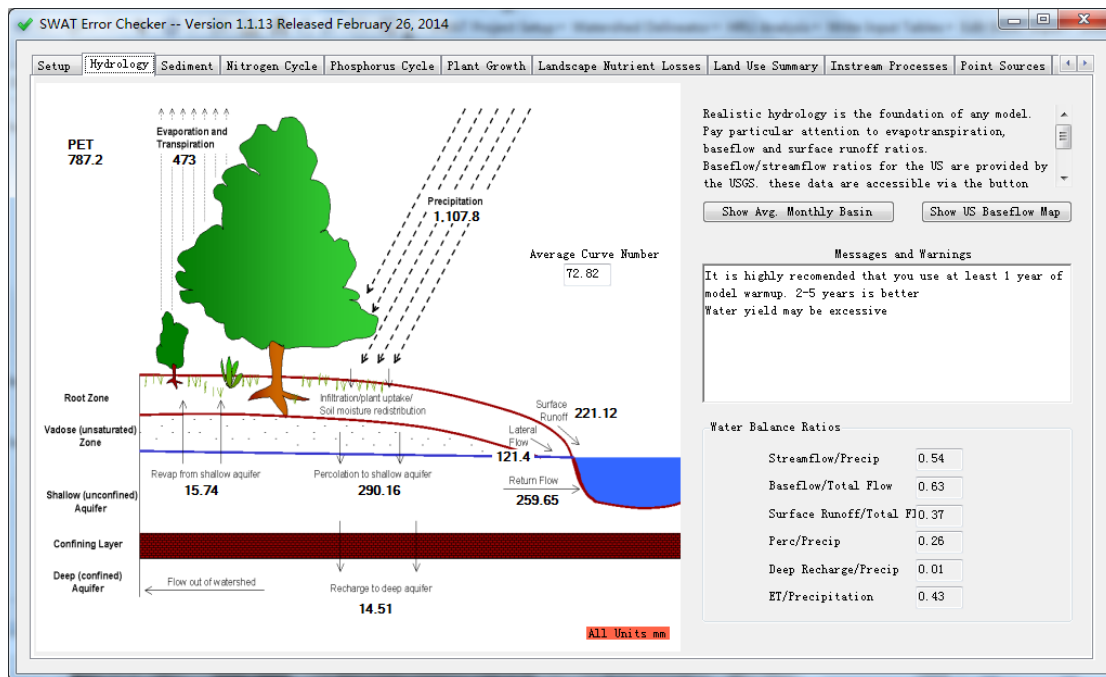 SWAT Error Checker -- Version 1.1.13 Released February 26, 2014
Setup Hydrology Sediment Nitrogen Cycle Phosphorus Cycle Plant Growth Landscape Nutrient Losses Land Use Summary Instream Processes Point Sources
PET
787.2
Evaporation and
Transpiration
473
Precipitation
1,107.8
Average Curve Number
72.82
Root Zone
Infiltration/plant uptake/
Soil moisture redistribution
Surface
Runoff
221.12
Vadose (unsaturated)
Zone
Lateral
Flow
121.4
Revap from shallow aquifer
15.74
Percolation to shallow aquifer
290.16
Return Flow
259.65
Shallow (unconfined)
Aquifer
Confining Layer
Deep (confined)
Aquifer
Flow out of watershed
Recharge to deep aquifer
14.51
All Units mm
Realistic hydrology is the foundation of any model.
Pay particular attention to evapotranspiration,
baseflow and surface runoff ratios.
Baseflow/streamflow ratios for the US are provided by
the USGS. these data are accessible via the button
Show Avg. Monthly Basin
Show US Baseflow Map
Messages and Warnings
It is highly recomended that you use at least 1 year of
model warmup. 2-5 years is better
Water yield may be excessive
Water Balance Ratios
Streamflow/Precip 0.54
Baseflow/Total Flow 0.63
Surface Runoff/Total Fl 0.37
Perc/Precip 0.26
Deep Recharge/Precip 0.01
ET/Precipitation 0.43